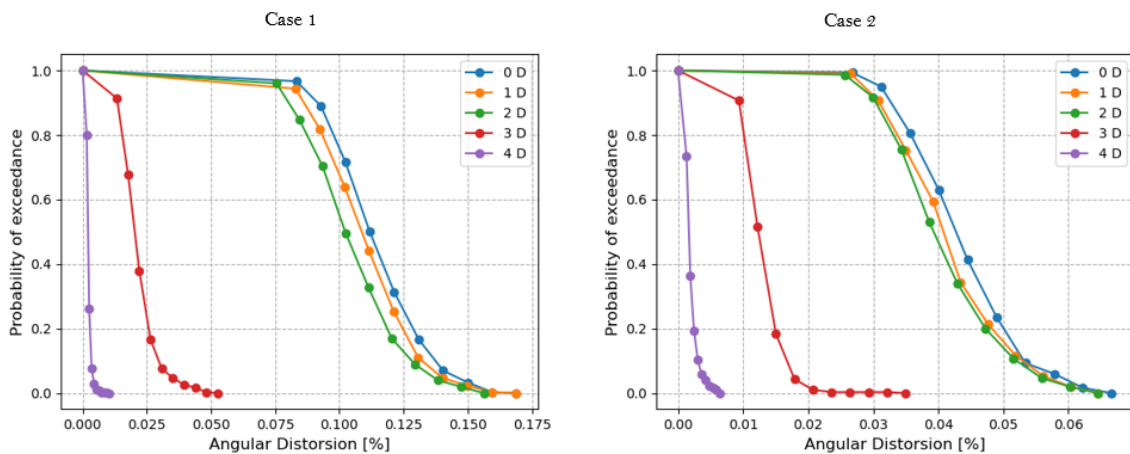 Case 1
Case 2
Probability of exceedance
1.0
0.8
0.6
0.4
0.2
0.0
0 D
1 D
2 D
3 D
4 D
0.000
0.025
0.050
0.075
0.100
0.125
0.150
0.175
Angular Distorsion [%]
Probability of exceedance
1.0
0.8
0.6
0.4
0.2
0.0
0 D
1 D
2 D
3 D
4 D
0.00
0.01
0.02
0.03
0.04
0.05
0.06
Angular Distorsion [%]